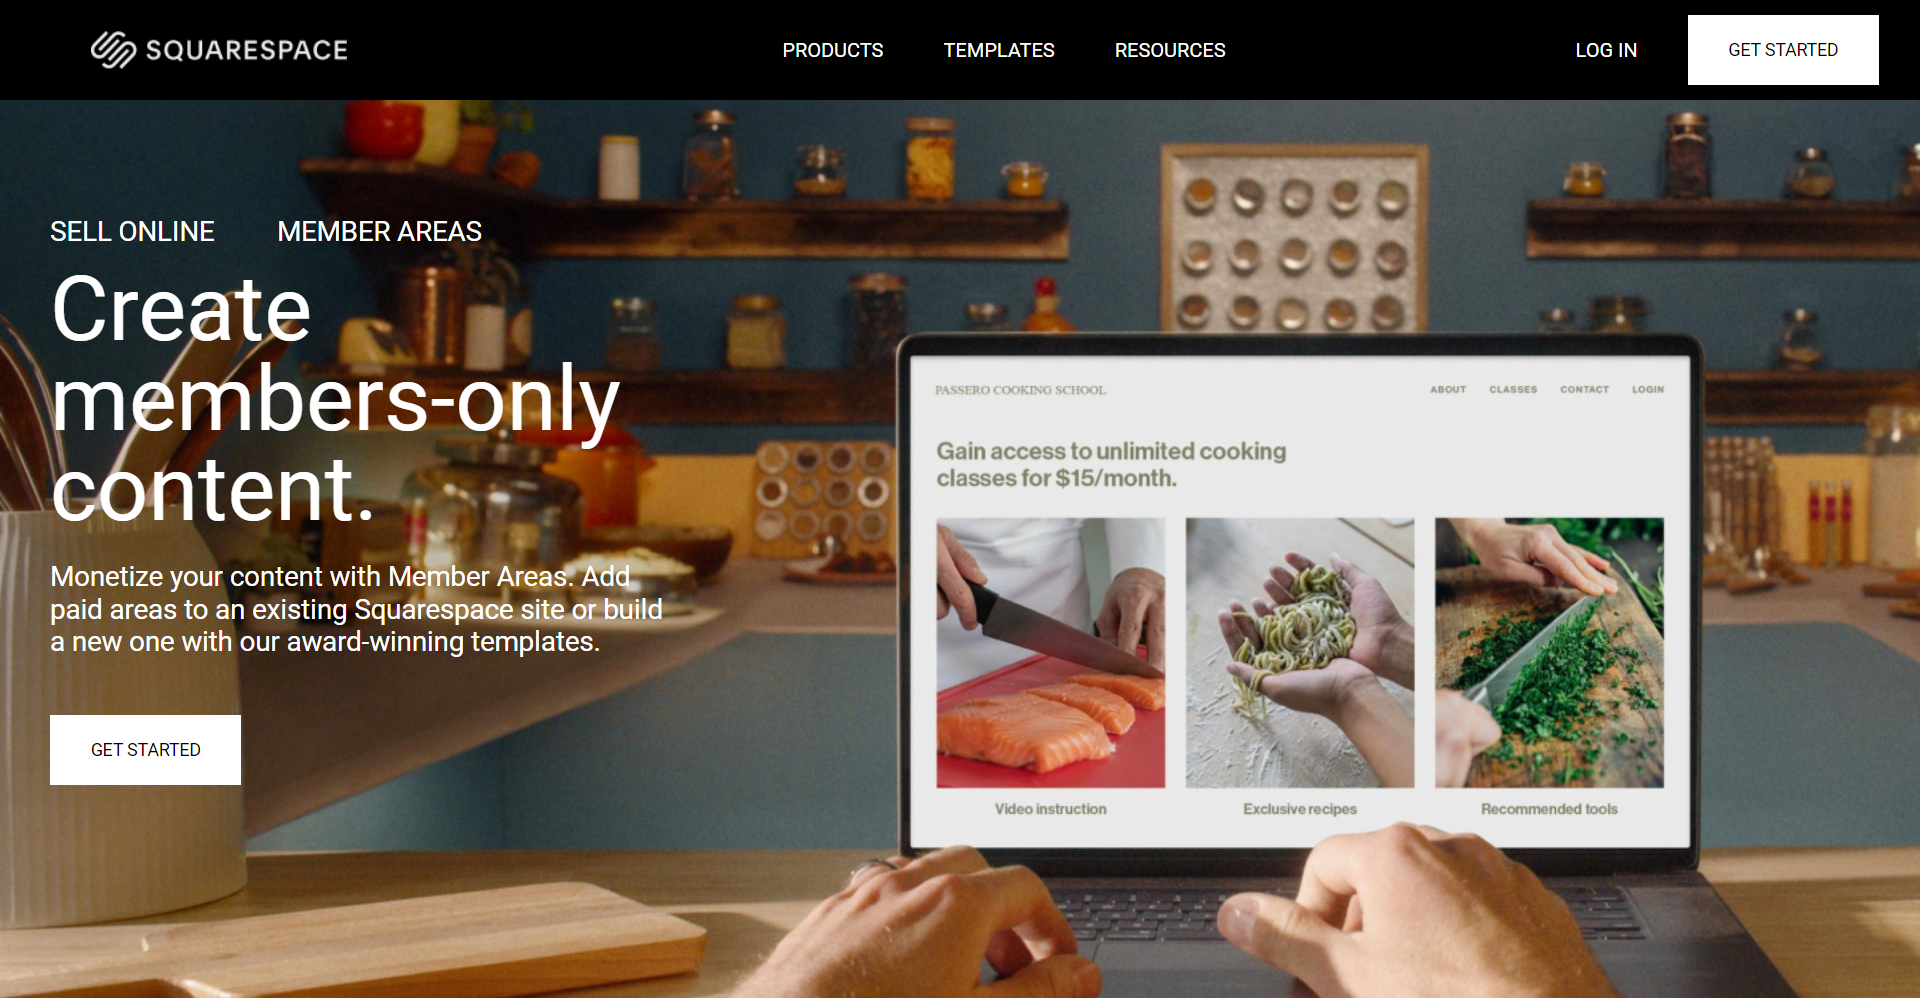 SQUARESPACE
PRODUCTS
TEMPLATES
RESOURCES
LOG IN
GET STARTED
SELL ONLINE
MEMBER AREAS
Create
members-only
content.
Monetize your content with Member Areas. Add
paid areas to an existing Squarespace site or build
a new one with our award-winning templates.
GET STARTED
PASSERO COOKING SCHOOL
ABOUT
CLASSES
CONTACT
LOGIN
Gain access to unlimited cooking
classes for $15/month.
Video instruction
Exclusive recipes
Recommended tools